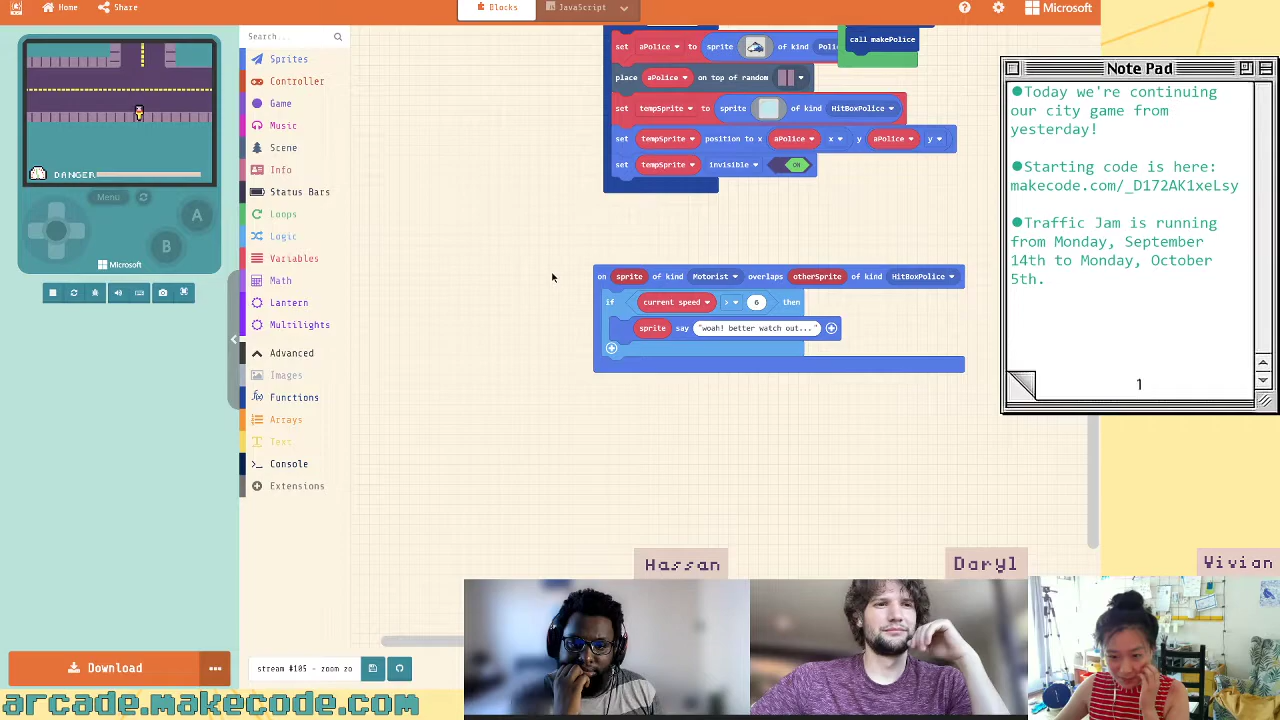 Home
Share
Blocks
JavaScript
Microsoft
Search...
Sprites
Controller
Game
Music
Scene
Info
Status Bars
Loops
Logic
Variables
Math
Lantern
Multilights
Advanced
Images
Functions
Arrays
Text
Console
Extensions
DANGER
Menu
A
B
Microsoft
call makePolice
set aPolice to sprite of kind Poli
place aPolice on top of random
set tempSprite to sprite of kind HitBoxPolice
set tempSprite position to x aPolice x y aPolice y
set tempSprite invisible ON
on sprite of kind Motorist overlaps otherSprite of kind HitBoxPolice
if current speed > 6 then
sprite say "woah! better watch out..."
Note Pad
●Today we're continuing
our city game from
yesterday!
●Starting code is here:
makecode.com/_D172AK1xeLsy
●Traffic Jam is running
from Monday, September
14th to Monday, October
5th.
1
Hassan
Daryl
Vivian
Download
stream #105 - zoom zo
arcade.makecode.com